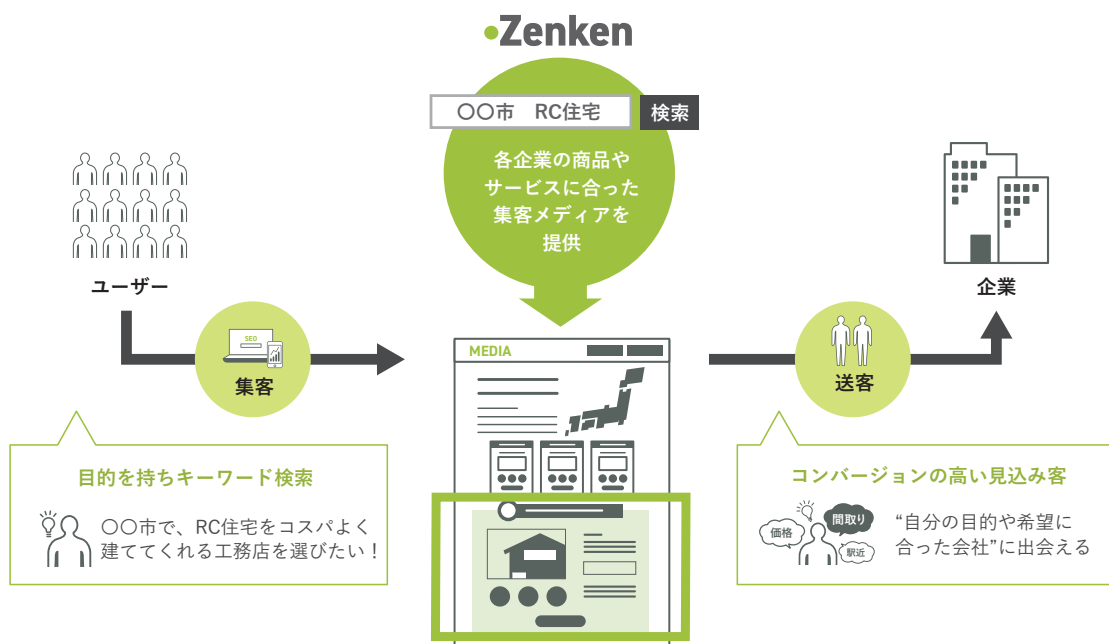 Zenken
〇〇市　RC住宅
検索
各企業の商品や
サービスに合った
集客メディアを
提供
ユーザー
企業
SEO
集客
MEDIA
送客
目的を持ちキーワード検索
〇〇市で、RC住宅をコスパよく
建ててくれる工務店を選びたい！
コンバージョンの高い見込み客
価格
間取り
駅近
“自分の目的や希望に
合った会社”に出会える